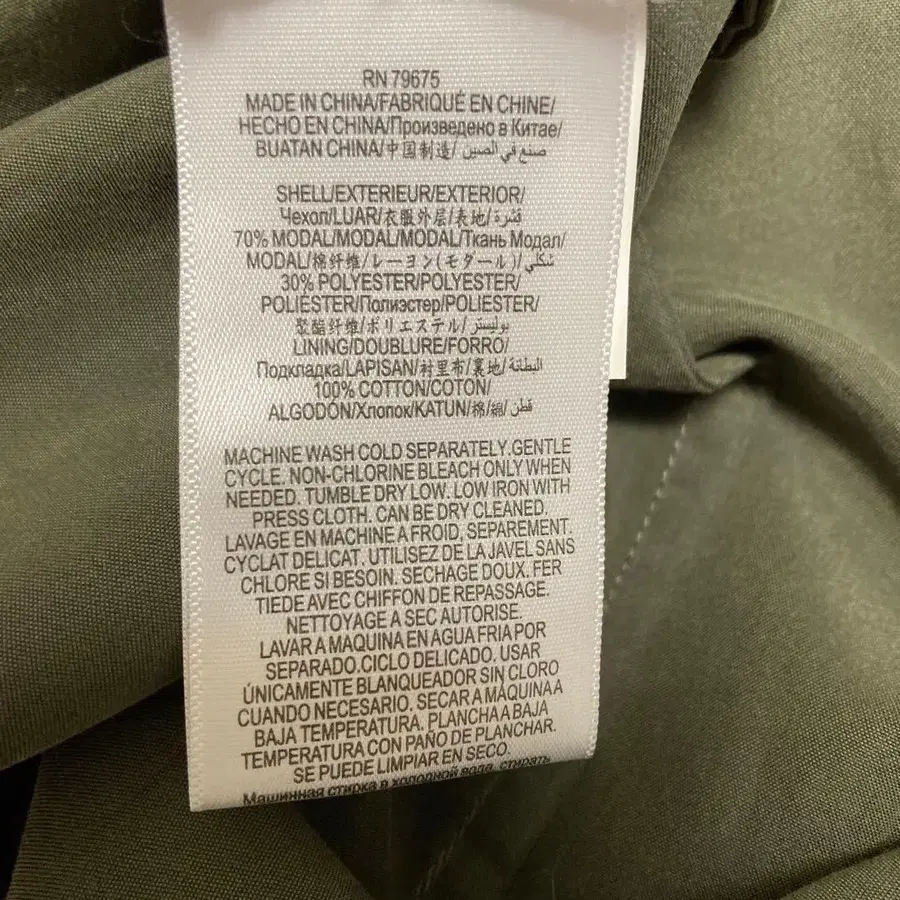 RN 79675
MADE IN CHINA/FABRIQUÉ EN CHINE/
HECHO EN CHINA/Произведено в Китае/
BUATAN CHINA/中国制造/ صنع في الصين
SHELL/EXTERIEUR/EXTERIOR/
Чехол/LUAR/衣服外层/表地/ قشرة
70% MODAL/MODAL/MODAL/Ткань Модал/
MODAL/棉纤维/レーヨン(モダール)/ شكلي
30% POLYESTER/POLYESTER/
POLIÉSTER/Полиэстер/POLIESTER/
聚酯纤维/ポリエステル/ بوليستر
LINING/DOUBLURE/FORRO/
Подкладка/LAPISAN/衬里布/裏地/ البطانة
100% COTTON/COTON/
ALGODÓN/Хлопок/KATUN/棉/綿/ قطن
MACHINE WASH COLD SEPARATELY.GENTLE
CYCLE. NON-CHLORINE BLEACH ONLY WHEN
NEEDED. TUMBLE DRY LOW. LOW IRON WITH
PRESS CLOTH. CAN BE DRY CLEANED.
LAVAGE EN MACHINE A FROID, SEPAREMENT.
CYCLAT DELICAT. UTILISEZ DE LA JAVEL SANS
CHLORE SI BESOIN. SECHAGE DOUX. FER
TIEDE AVEC CHIFFON DE REPASSAGE.
NETTOYAGE A SEC AUTORISE.
LAVAR A MAQUINA EN AGUA FRIA POR
SEPARADO.CICLO DELICADO. USAR
ÚNICAMENTE BLANQUEADOR SIN CLORO
CUANDO NECESARIO. SECAR A MÁQUINA A
BAJA TEMPERATURA. PLANCHA A BAJA
TEMPERATURA CON PAÑO DE PLANCHAR.
SE PUEDE LIMPIAR EN SECO.
Машинная стирка в холодной воде, стирать